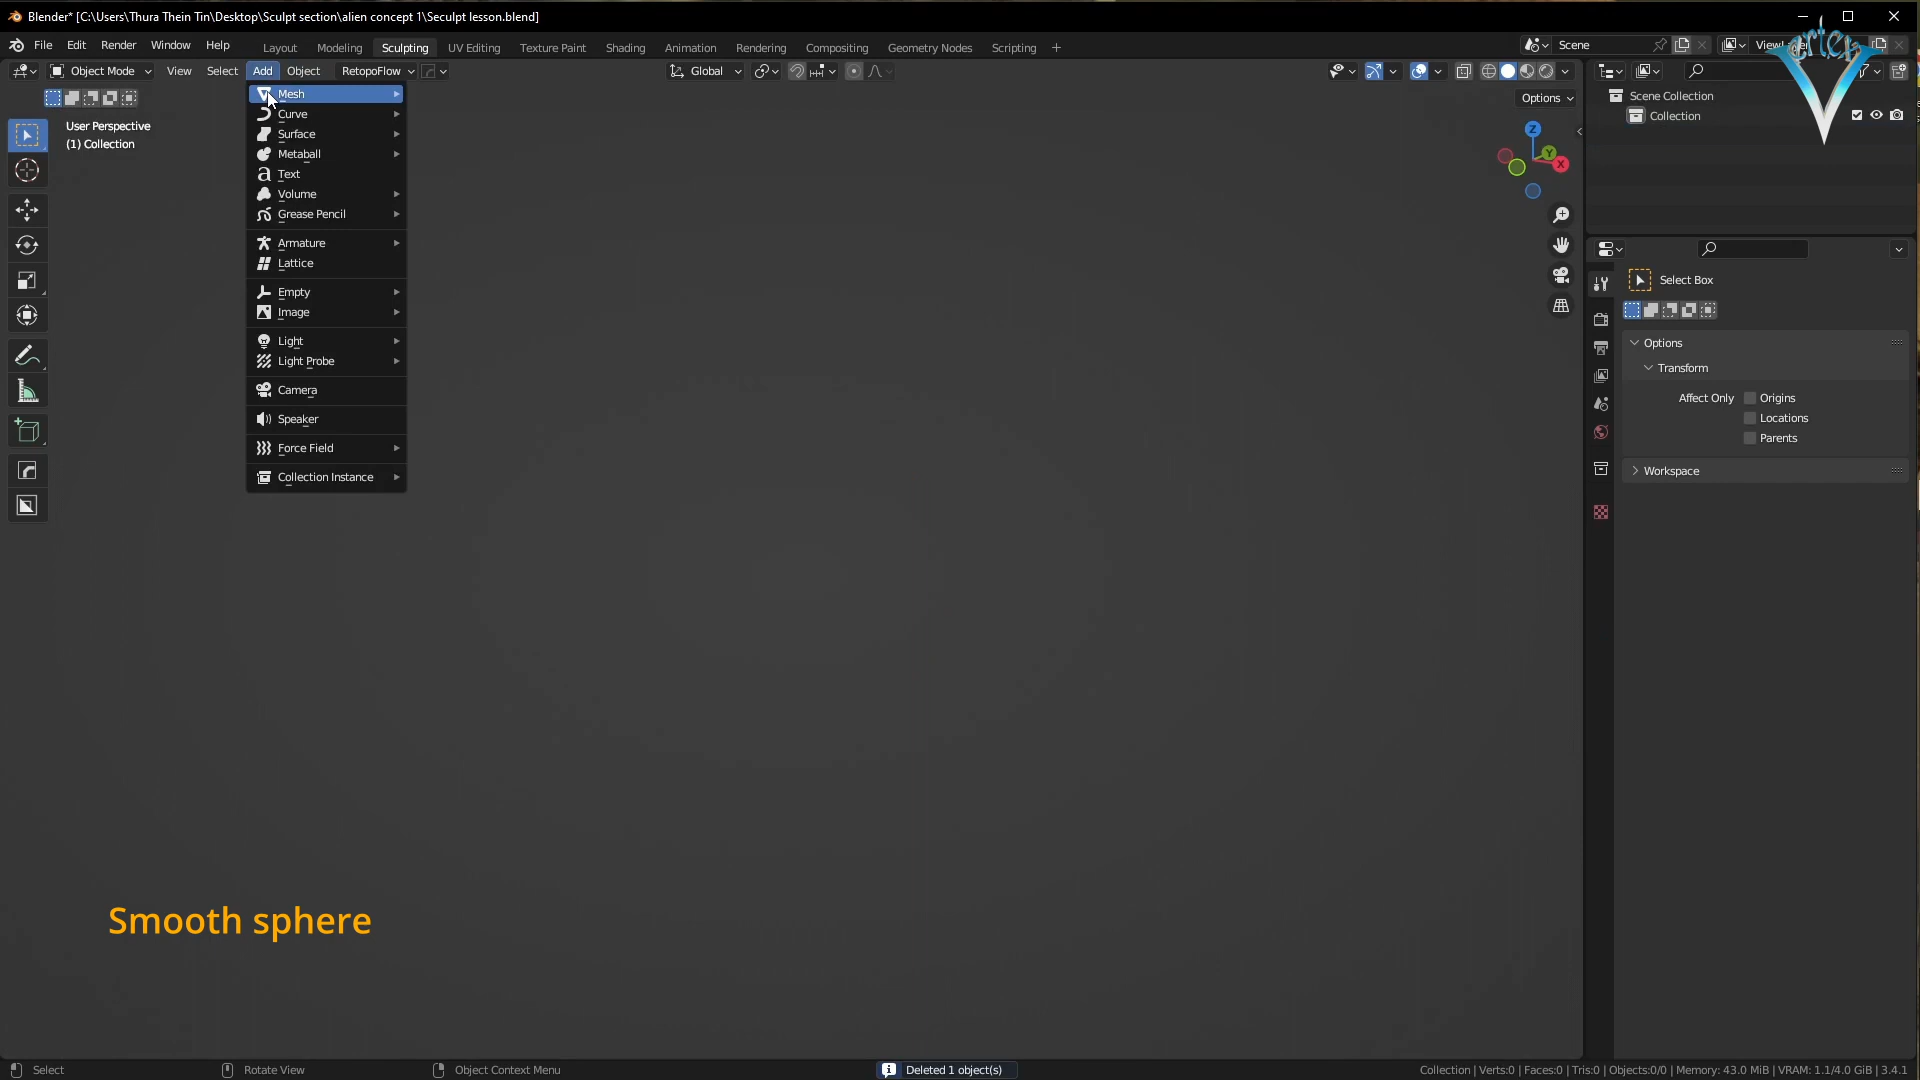 Blender* [C:\Users\Thura Thein Tin\Desktop\Sculpt section\alien concept 1\Seculpt lesson.blend]
File Edit Render Window Help Layout Modeling Sculpting UV Editing Texture Paint Shading Animation Rendering Compositing Geometry Nodes Scripting + Scene
Object Mode View Select Add Object RetopoFlow Global
Options
User Perspective
(1) Collection
Mesh
Curve
Surface
Metaball
Text
Volume
Grease Pencil
Armature
Lattice
Empty
Image
Light
Light Probe
Camera
Speaker
Force Field
Collection Instance
Z
Y
X
Vertex
Scene Collection
Collection
Select Box
Options
Transform
Affect Only Origins
Locations
Parents
Workspace
Smooth sphere
Select Rotate View Object Context Menu Deleted 1 object(s) Collection | Verts:0 | Faces:0 | Tris:0 | Objects:0/0 | Memory: 43.0 MiB | VRAM: 1.1/4.0 GiB | 3.4.1